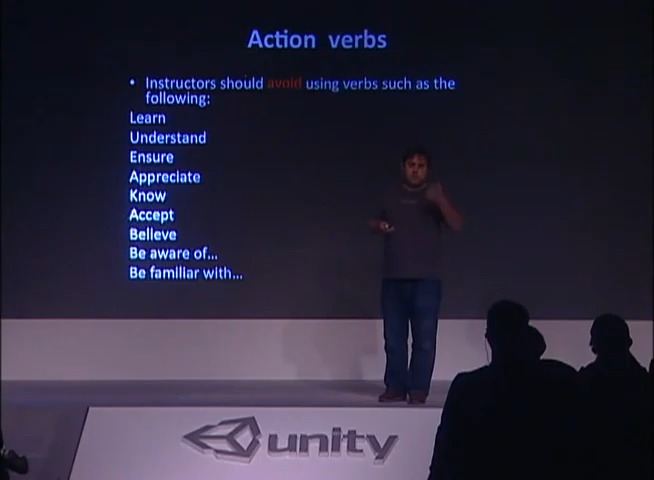 Action verbs
• Instructors should avoid using verbs such as the
following:
Learn
Understand
Ensure
Appreciate
Know
Accept
Believe
Be aware of...
Be familiar with...
unity